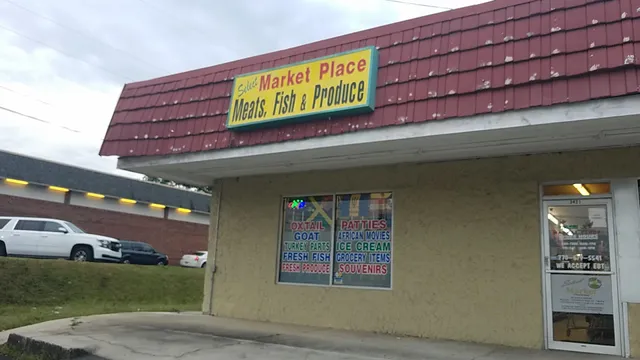 Select Market Place
Meats, Fish & Produce
OXTAIL
GOAT
TURKEY PARTS
FRESH FISH
FRESH PRODUCE
PATTIES
AFRICAN MOVIES
ICE CREAM
GROCERY ITEMS
SOUVENIRS
HOURS
WE ACCEPT EBT